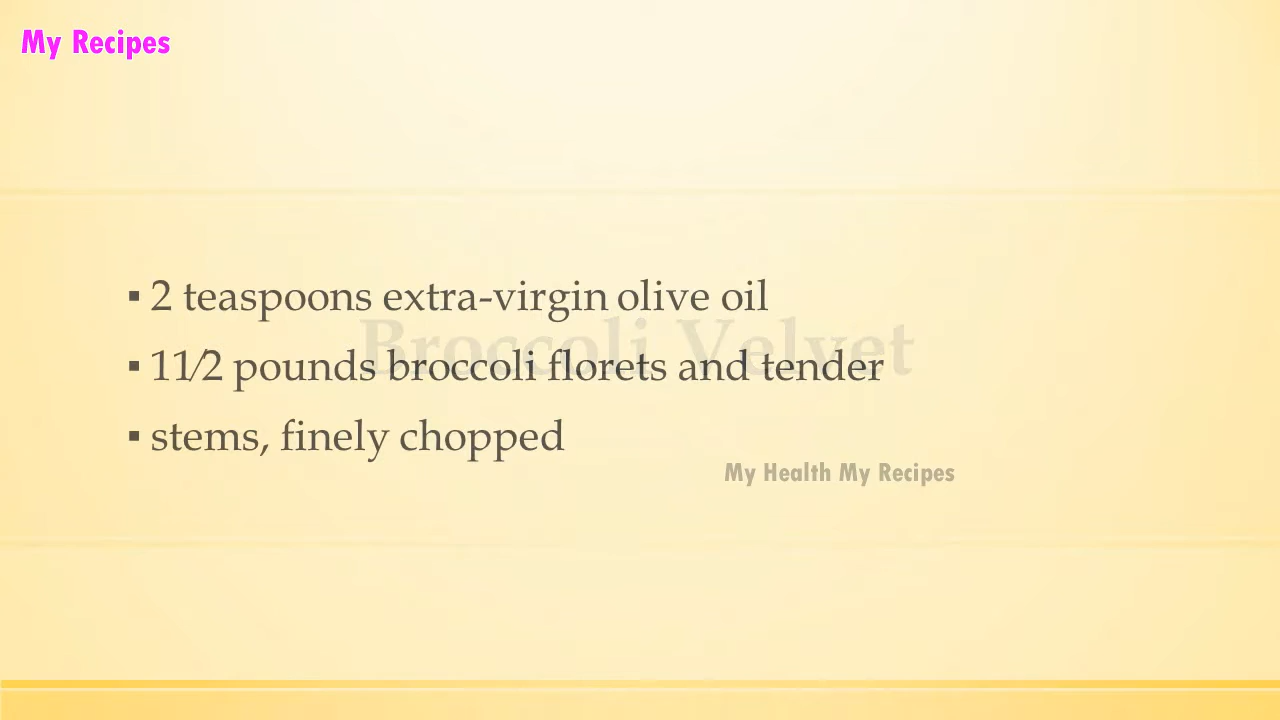 My Recipes
▪ 2 teaspoons extra-virgin olive oil
Broccoli Velvet
▪ 11/2 pounds broccoli florets and tender
▪ stems, finely chopped
My Health My Recipes